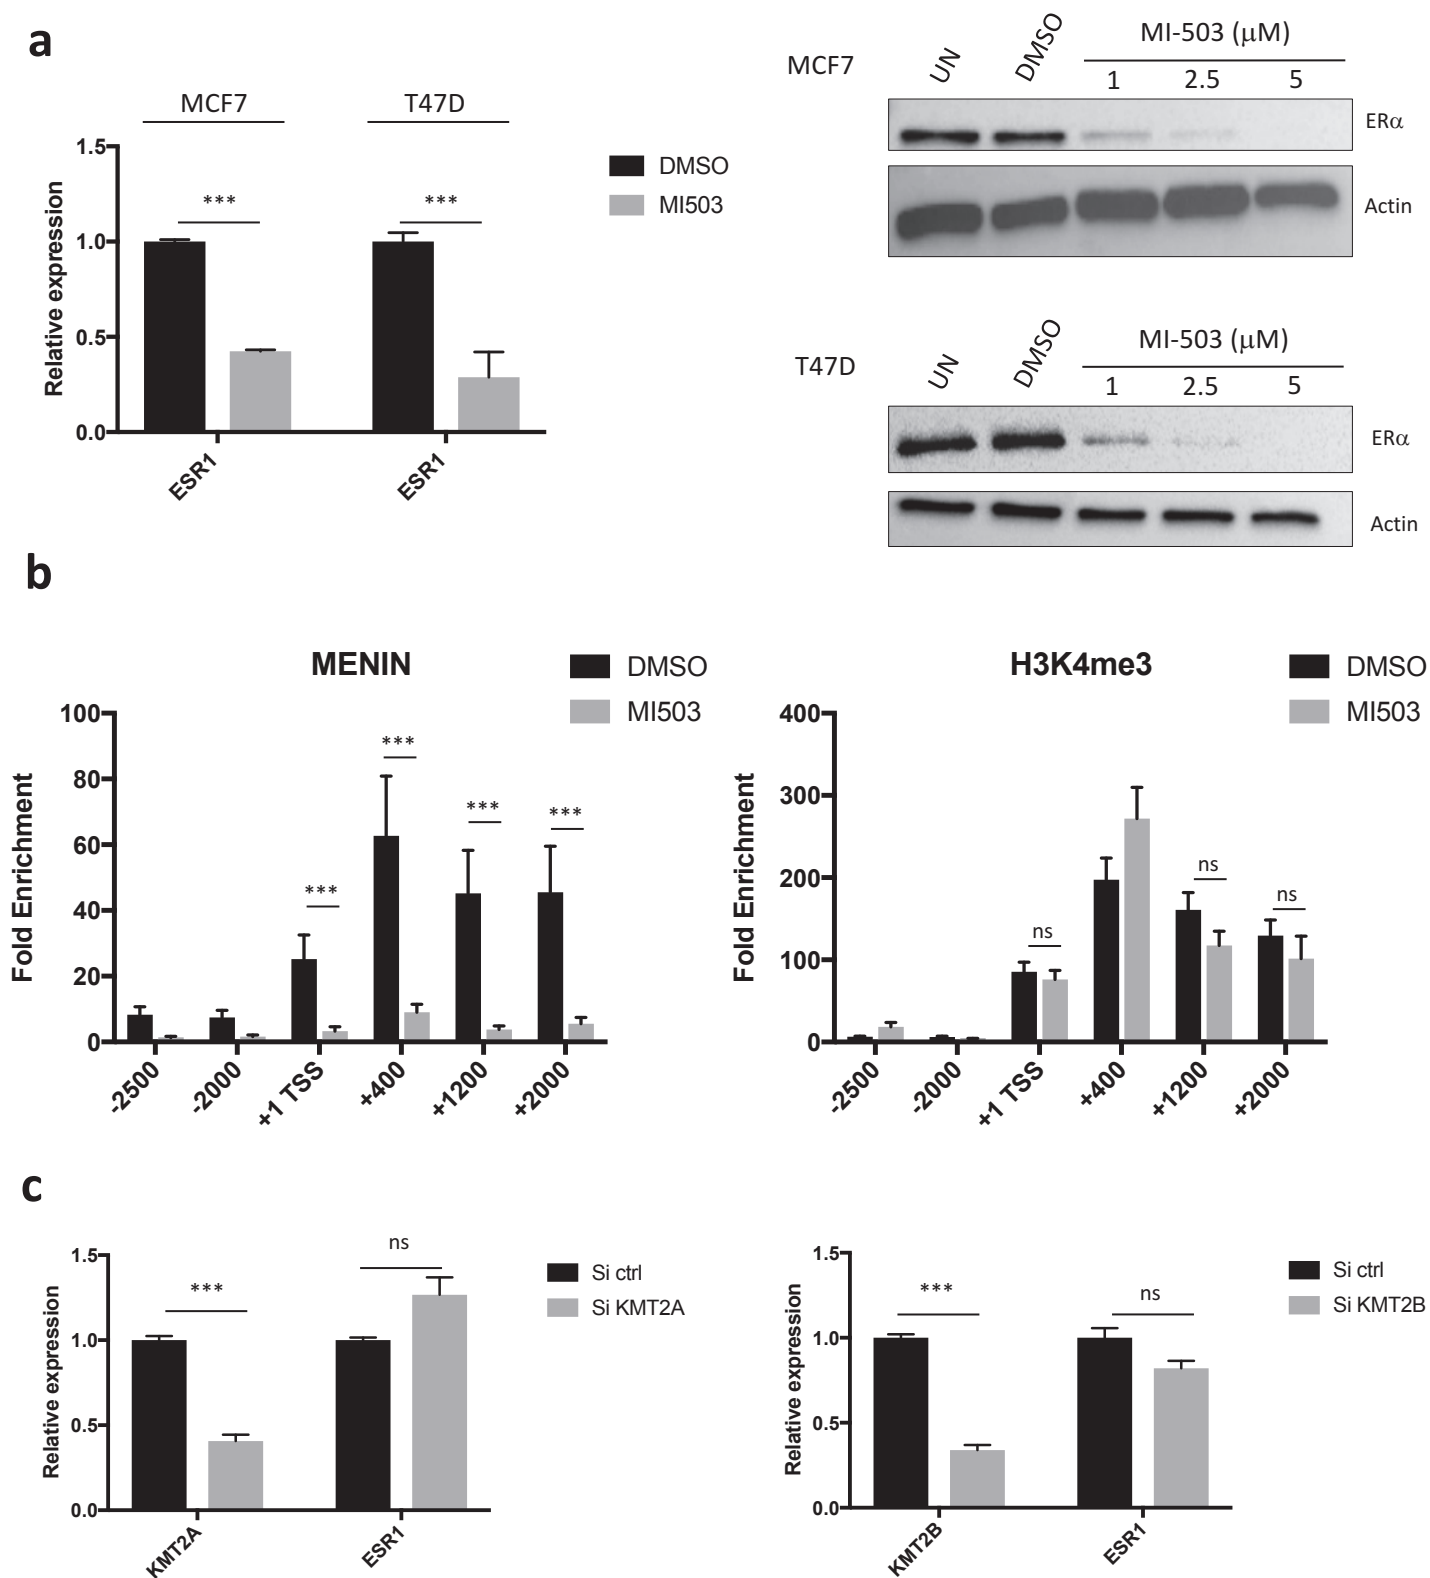 a
MCF7 T47D
1.5
1.0
0.5
0.0
Relative expression
*** ***
DMSO
MI503
ESR1 ESR1
MCF7
UN DMSO MI-503 (μM)
1 2.5 5
ERα
Actin
T47D
UN DMSO MI-503 (μM)
1 2.5 5
ERα
Actin
b
MENIN
DMSO
MI503
Fold Enrichment
100
80
60
40
20
0
*** *** *** ***
-2500 -2000 +1 TSS +400 +1200 +2000
H3K4me3
DMSO
MI503
Fold Enrichment
400
300
200
100
0
ns ns ns
-2500 -2000 +1 TSS +400 +1200 +2000
c
Relative expression
1.5
1.0
0.5
0.0
*** ns
Si ctrl
Si KMT2A
KMT2A ESR1
Relative expression
1.5
1.0
0.5
0.0
*** ns
Si ctrl
Si KMT2B
KMT2B ESR1